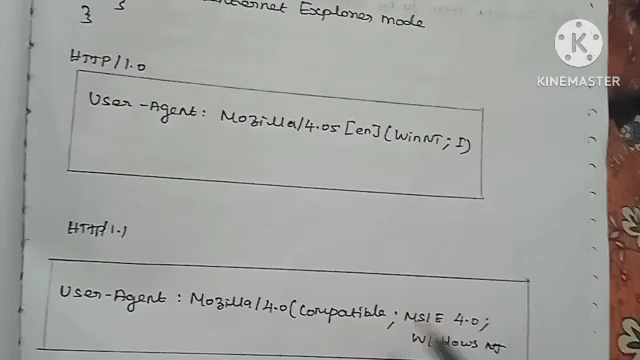 Internet Explorer mode
}
}
K
KINEMASTER
HTTP/1.0
User-Agent: Mozilla/4.05 [en] (WinNT; I)
HTTP/1.1
User-Agent: Mozilla/4.0 (Compatible; MSIE 4.0;
Windows NT